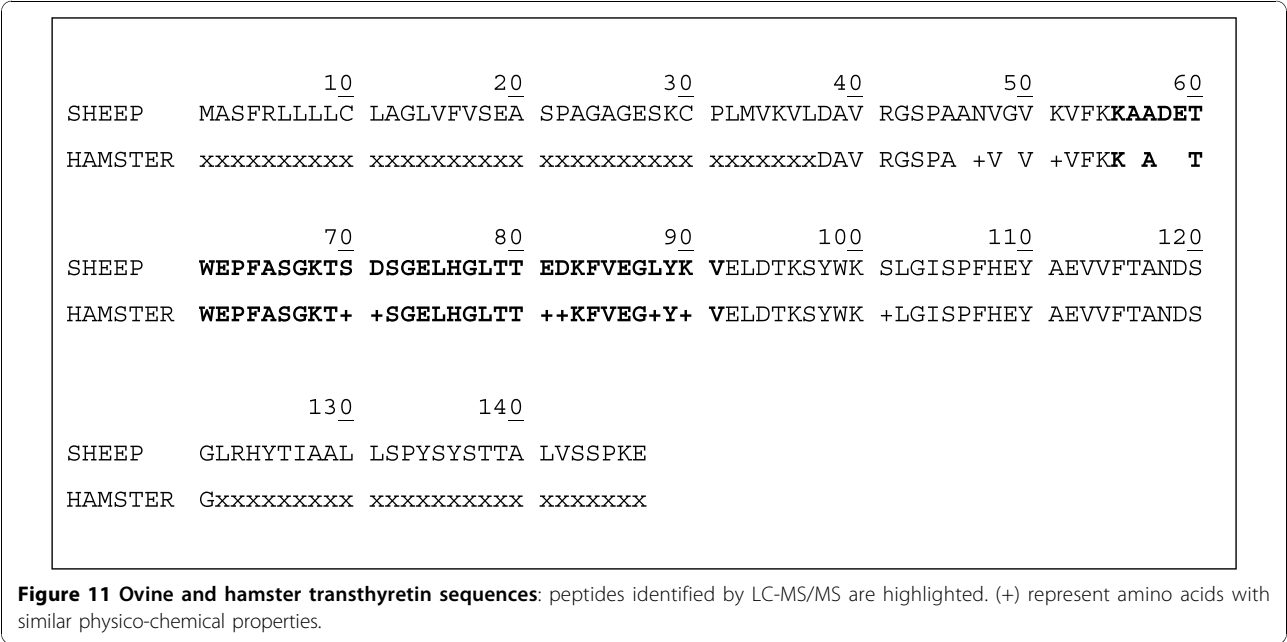 10 20 30 40 50 60
SHEEP MASFRLLLLC LAGLVFVSEA SPAGAGESKC PLMVKVLDAV RGSPAANVGV KVFKKAADET
HAMSTER xxxxxxxxxx xxxxxxxxxx xxxxxxxxxx xxxxxxxDAV RGSPA +V V +VFKK A T
70 80 90 100 110 120
SHEEP WEPFASGKTS DSGELHGLTT EDKFVEGLYK VELDTKSYWK SLGISPFHEY AEVVFTANDS
HAMSTER WEPFASGKT+ +SGELHGLTT ++KFVEG+Y+ VELDTKSYWK +LGISPFHEY AEVVFTANDS
130 140
SHEEP GLRHYTIAAL LSPYSYSTTA LVSSPKE
HAMSTER Gxxxxxxxxx xxxxxxxxxx xxxxxxx
Figure 11 Ovine and hamster transthyretin sequences: peptides identified by LC-MS/MS are highlighted. (+) represent amino acids with
similar physico-chemical properties.